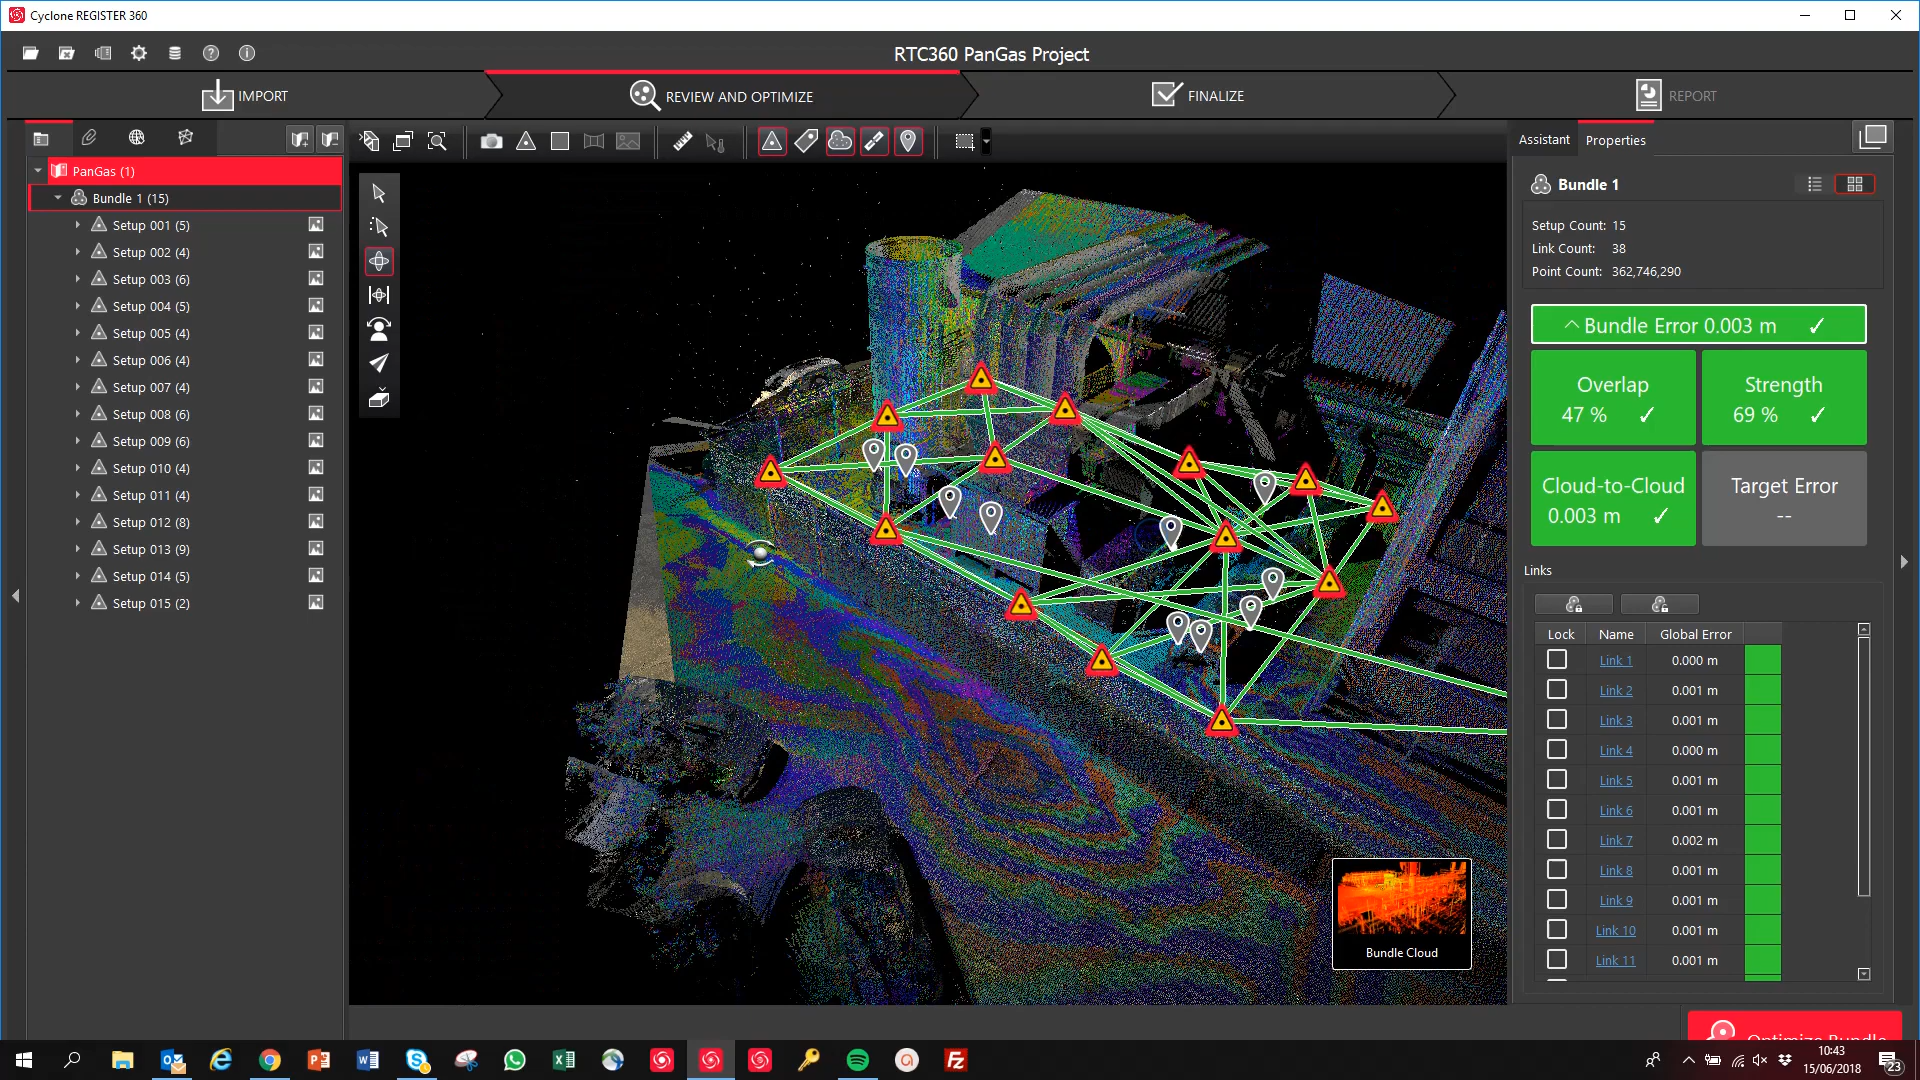 Cyclone REGISTER 360
RTC360 PanGas Project
IMPORT
REVIEW AND OPTIMIZE
FINALIZE
REPORT
PanGas (1)
Bundle 1 (15)
Setup 001 (5)
Setup 002 (4)
Setup 003 (6)
Setup 004 (5)
Setup 005 (4)
Setup 006 (4)
Setup 007 (4)
Setup 008 (6)
Setup 009 (6)
Setup 010 (4)
Setup 011 (4)
Setup 012 (8)
Setup 013 (9)
Setup 014 (5)
Setup 015 (2)
Bundle Cloud
Assistant Properties
Bundle 1
Setup Count: 15
Link Count: 38
Point Count: 362,746,290
Bundle Error 0.003 m
Overlap
47 %
Strength
69 %
Cloud-to-Cloud
0.003 m
Target Error
--
Links
Lock Name Global Error
Link 1 0.000 m
Link 2 0.001 m
Link 3 0.001 m
Link 4 0.000 m
Link 5 0.001 m
Link 6 0.001 m
Link 7 0.002 m
Link 8 0.001 m
Link 9 0.001 m
Link 10 0.001 m
Link 11 0.001 m
Optimize Bundle
10:43
15/06/2018
23